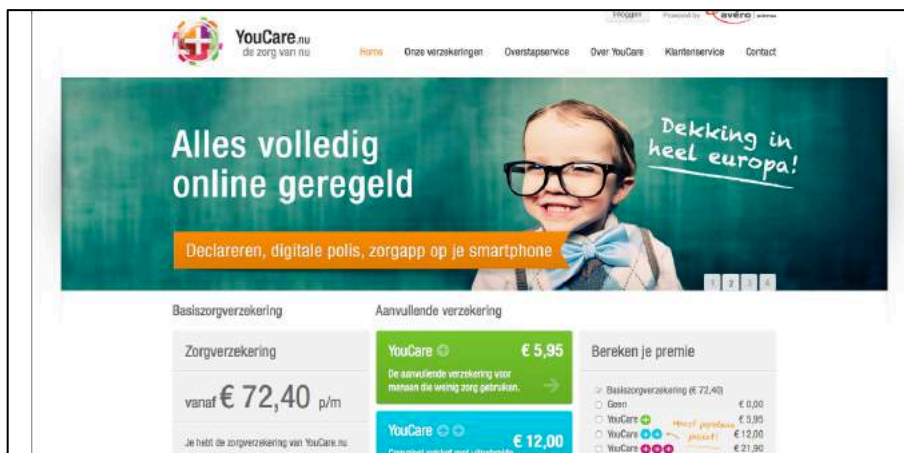 Inloggen
Powered by avéro
YouCare.nu
de zorg van nu
Home Onze verzekeringen Overstapservice Over YouCare Klantenservice Contact
Alles volledig
online geregeld
Dekking in
heel europa!
Declareren, digitale polis, zorgapp op je smartphone
1 2 3 4
Basiszorgverzekering
Aanvullende verzekering
Zorgverzekering
vanaf € 72,40 p/m
Je hebt de zorgverzekering van YouCare.nu
YouCare € 5,95
De aanvullende verzekering voor
mensen die weinig zorg gebruiken.
YouCare € 12,00
Bereken je premie
Basiszorgverzekering (€ 72,40)
Geen € 0,00
YouCare € 5,95
YouCare € 12,00
YouCare € 21,90